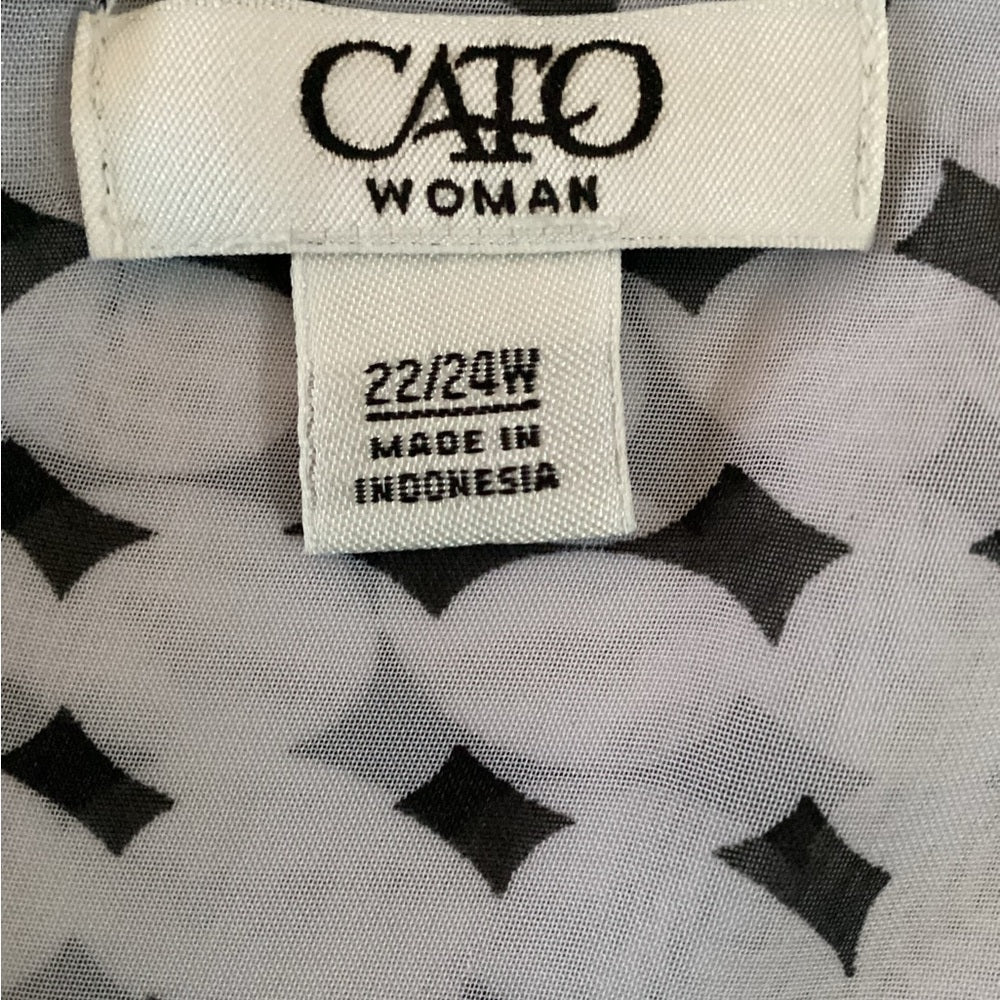 CATO
WOMAN
22/24W
MADE IN
INDONESIA